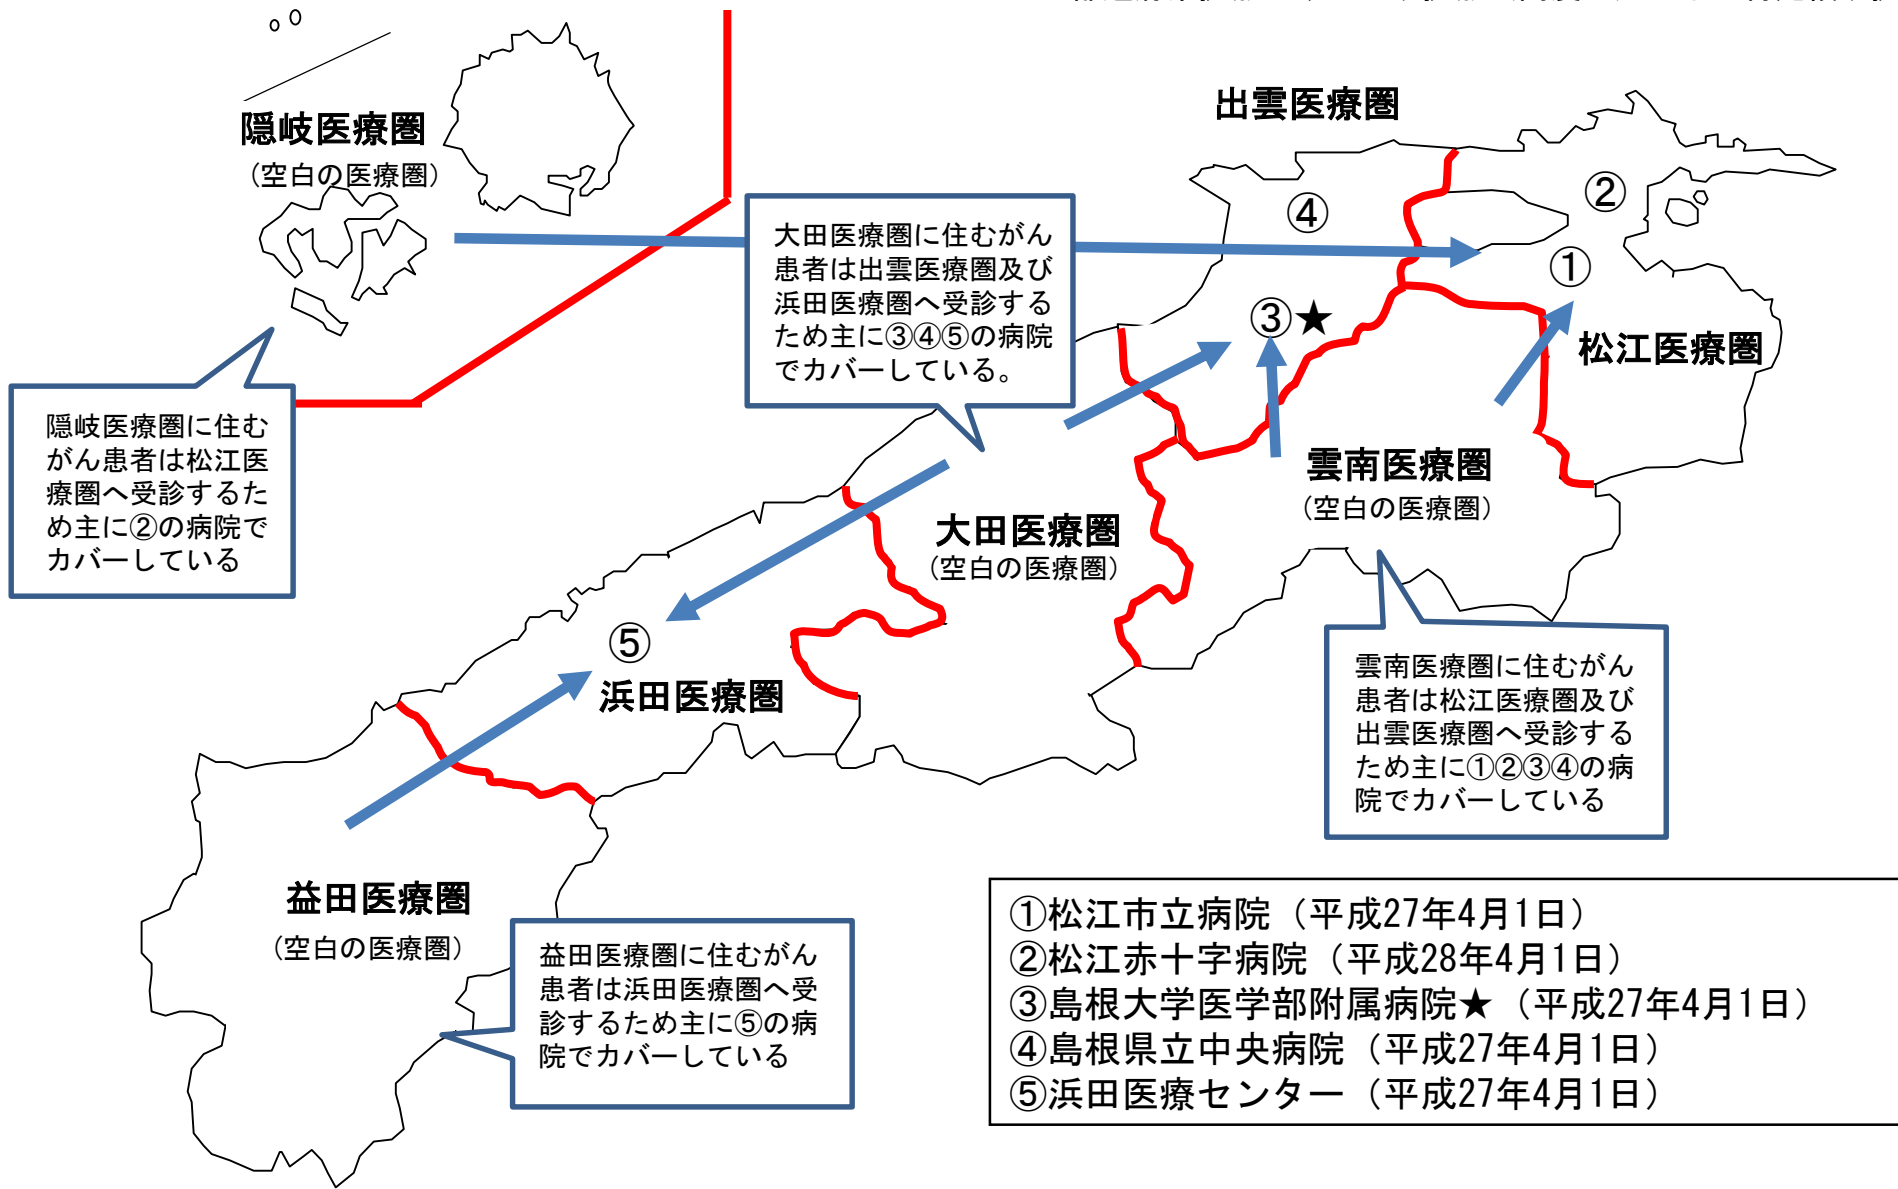 出雲医療圏
隠岐医療圏
（空白の医療圏）
②
④
大田医療圏に住むがん
患者は出雲医療圏及び
浜田医療圏へ受診する
ため主に③④⑤の病院
でカバーしている。
①
③★
松江医療圏
隠岐医療圏に住む
がん患者は松江医
療圏へ受診するた
め主に②の病院で
カバーしている
雲南医療圏
（空白の医療圏）
大田医療圏
（空白の医療圏）
⑤
浜田医療圏
雲南医療圏に住むがん
患者は松江医療圏及び
出雲医療圏へ受診する
ため主に①②③④の病
院でカバーしている
益田医療圏
（空白の医療圏）
益田医療圏に住むがん
患者は浜田医療圏へ受
診するため主に⑤の病
院でカバーしている
①松江市立病院（平成27年4月1日）
②松江赤十字病院（平成28年4月1日）
③島根大学医学部附属病院★（平成27年4月1日）
④島根県立中央病院（平成27年4月1日）
⑤浜田医療センター（平成27年4月1日）